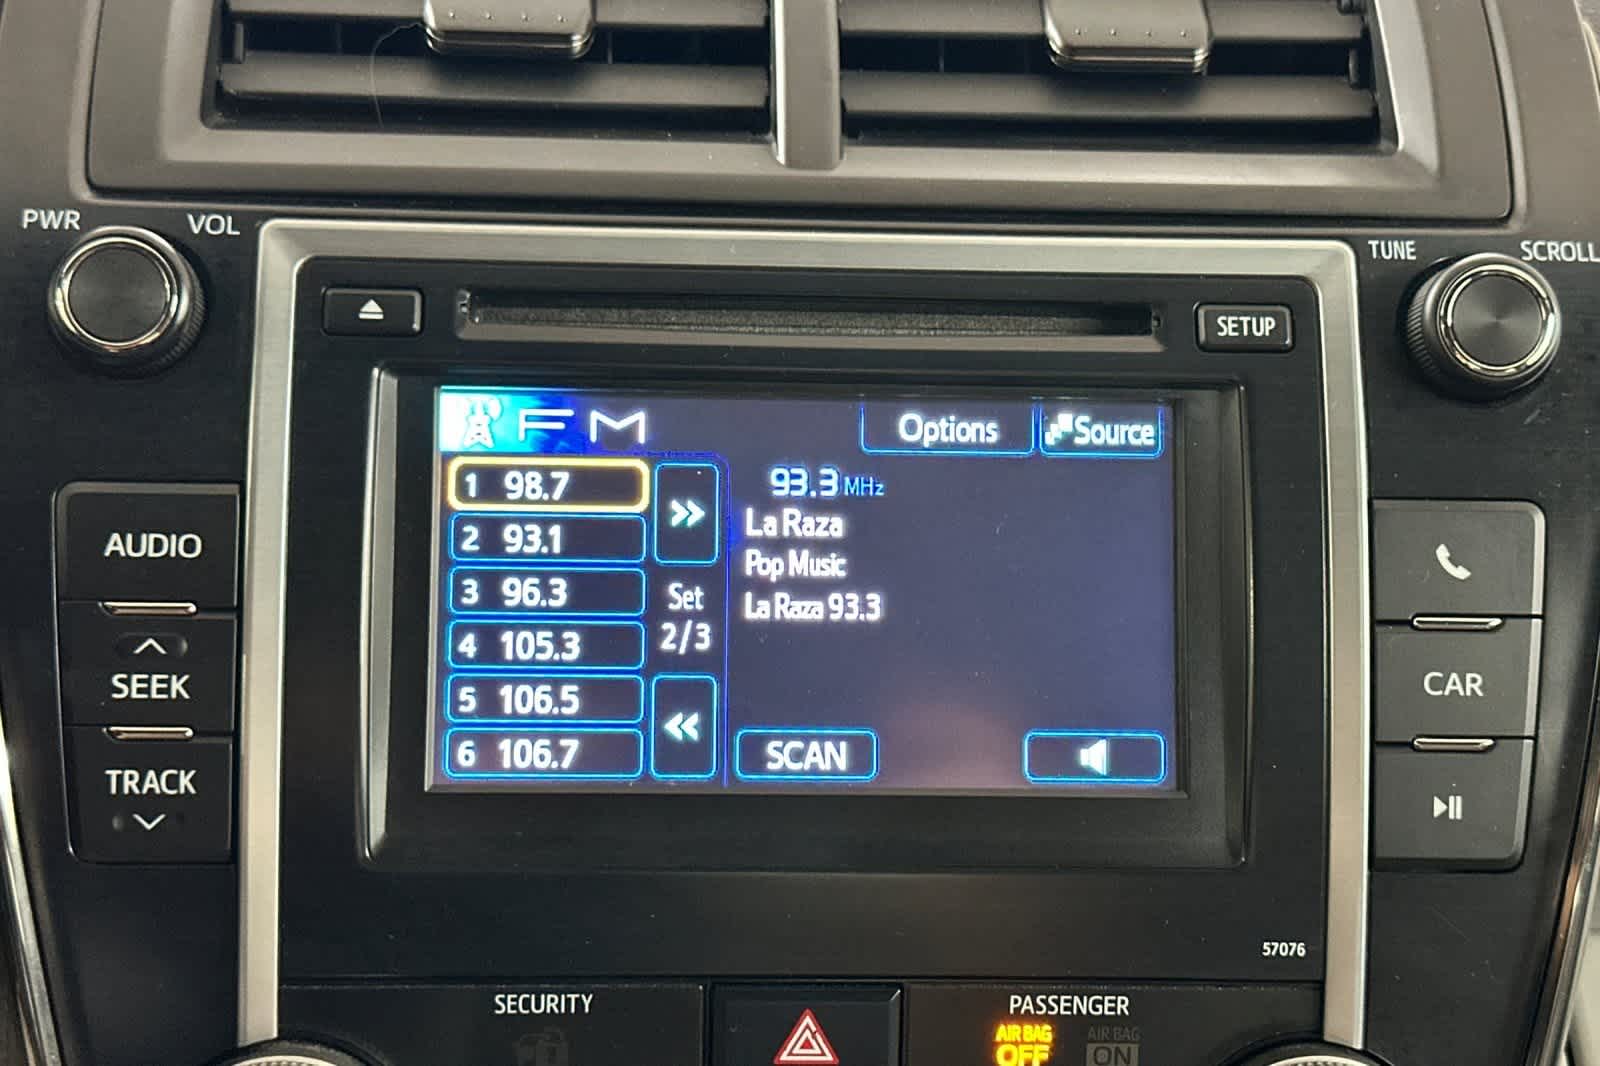 PWR
VOL
TUNE
SCROLL
SETUP
FM
Options
Source
1 98.7
2 93.1
3 96.3
4 105.3
5 106.5
6 106.7
Set
2/3
93.3 MHz
La Raza
Pop Music
La Raza 93.3
SCAN
AUDIO
SEEK
TRACK
CAR
57076
SECURITY
PASSENGER
AIR BAG
OFF
AIR BAG
ON